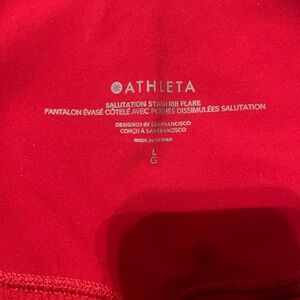 ATHLETA
SALUTATION STASH RIB FLARE
PANTALON ÉVASÉ CÔTELÉ AVEC POCHES DISSIMULÉES SALUTATION
DESIGNED IN SAN FRANCISCO
CONÇU À SAN FRANCISCO
MADE IN VIETNAM
L
G